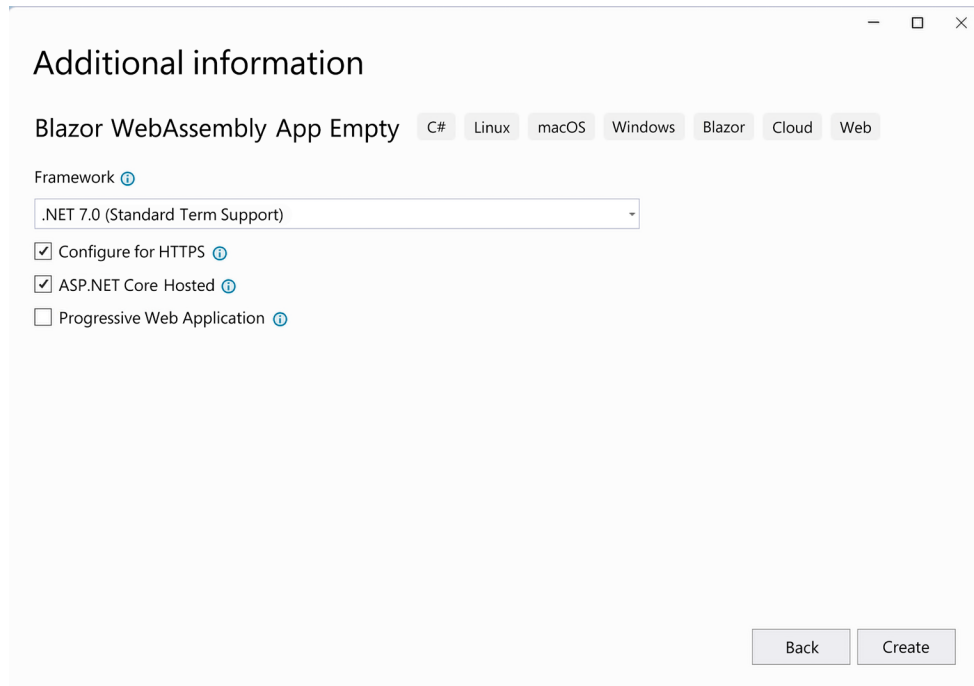 Additional information
Blazor WebAssembly App Empty C# Linux macOS Windows Blazor Cloud Web
Framework
.NET 7.0 (Standard Term Support)
Configure for HTTPS
ASP.NET Core Hosted
Progressive Web Application
Back Create